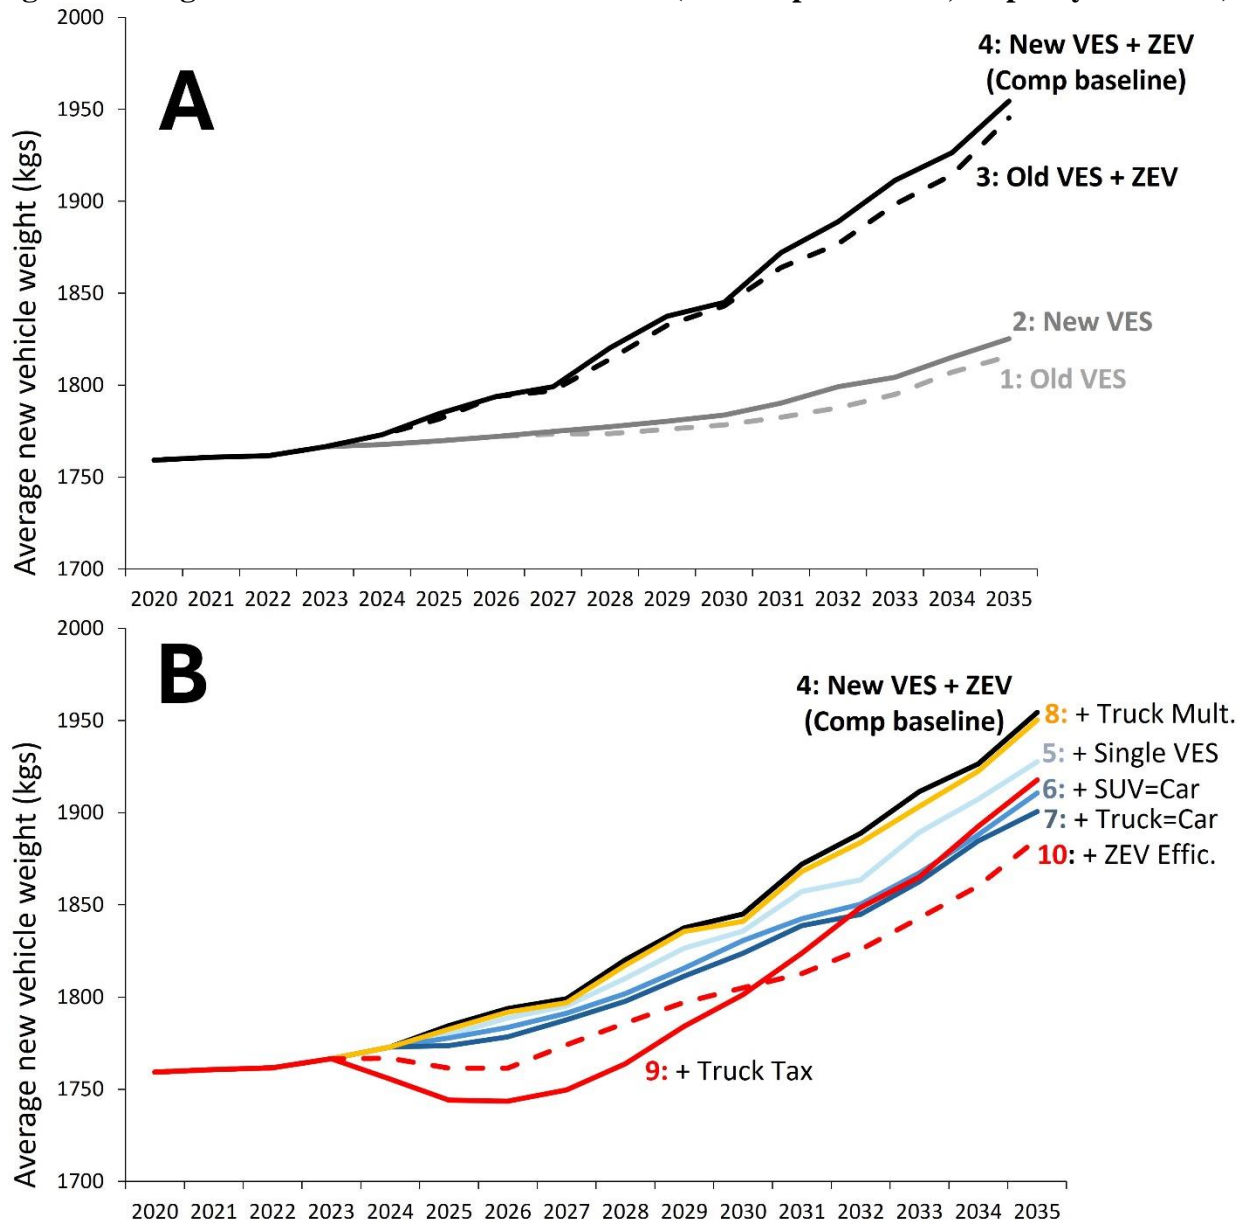 2000
A
4: New VES + ZEV
(Comp baseline)
1950
3: Old VES + ZEV
1900
1850
2: New VES
1800
1: Old VES
1750
1700
Average new vehicle weight (kgs)
2020 2021 2022 2023 2024 2025 2026 2027 2028 2029 2030 2031 2032 2033 2034 2035
2000
B
4: New VES + ZEV
(Comp baseline)
1950
8: + Truck Mult.
5: + Single VES
1900
6: + SUV=Car
7: + Truck=Car
10: + ZEV Effic.
1850
1800
9: + Truck Tax
1750
1700
Average new vehicle weight (kgs)
2020 2021 2022 2023 2024 2025 2026 2027 2028 2029 2030 2031 2032 2033 2034 2035